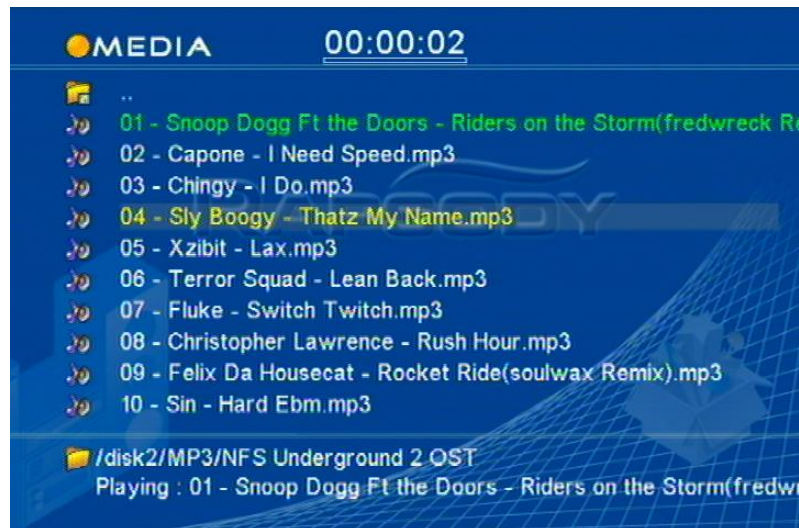 MEDIA
00:00:02
..
01 - Snoop Dogg Ft the Doors - Riders on the Storm(fredwreck Re
02 - Capone - I Need Speed.mp3
03 - Chingy - I Do.mp3
RAPSODY
04 - Sly Boogy - Thatz My Name.mp3
05 - Xzibit - Lax.mp3
06 - Terror Squad - Lean Back.mp3
07 - Fluke - Switch Twitch.mp3
08 - Christopher Lawrence - Rush Hour.mp3
09 - Felix Da Housecat - Rocket Ride(soulwax Remix).mp3
10 - Sin - Hard Ebm.mp3
/disk2/MP3/NFS Underground 2 OST
Playing : 01 - Snoop Dogg Ft the Doors - Riders on the Storm(fredwr